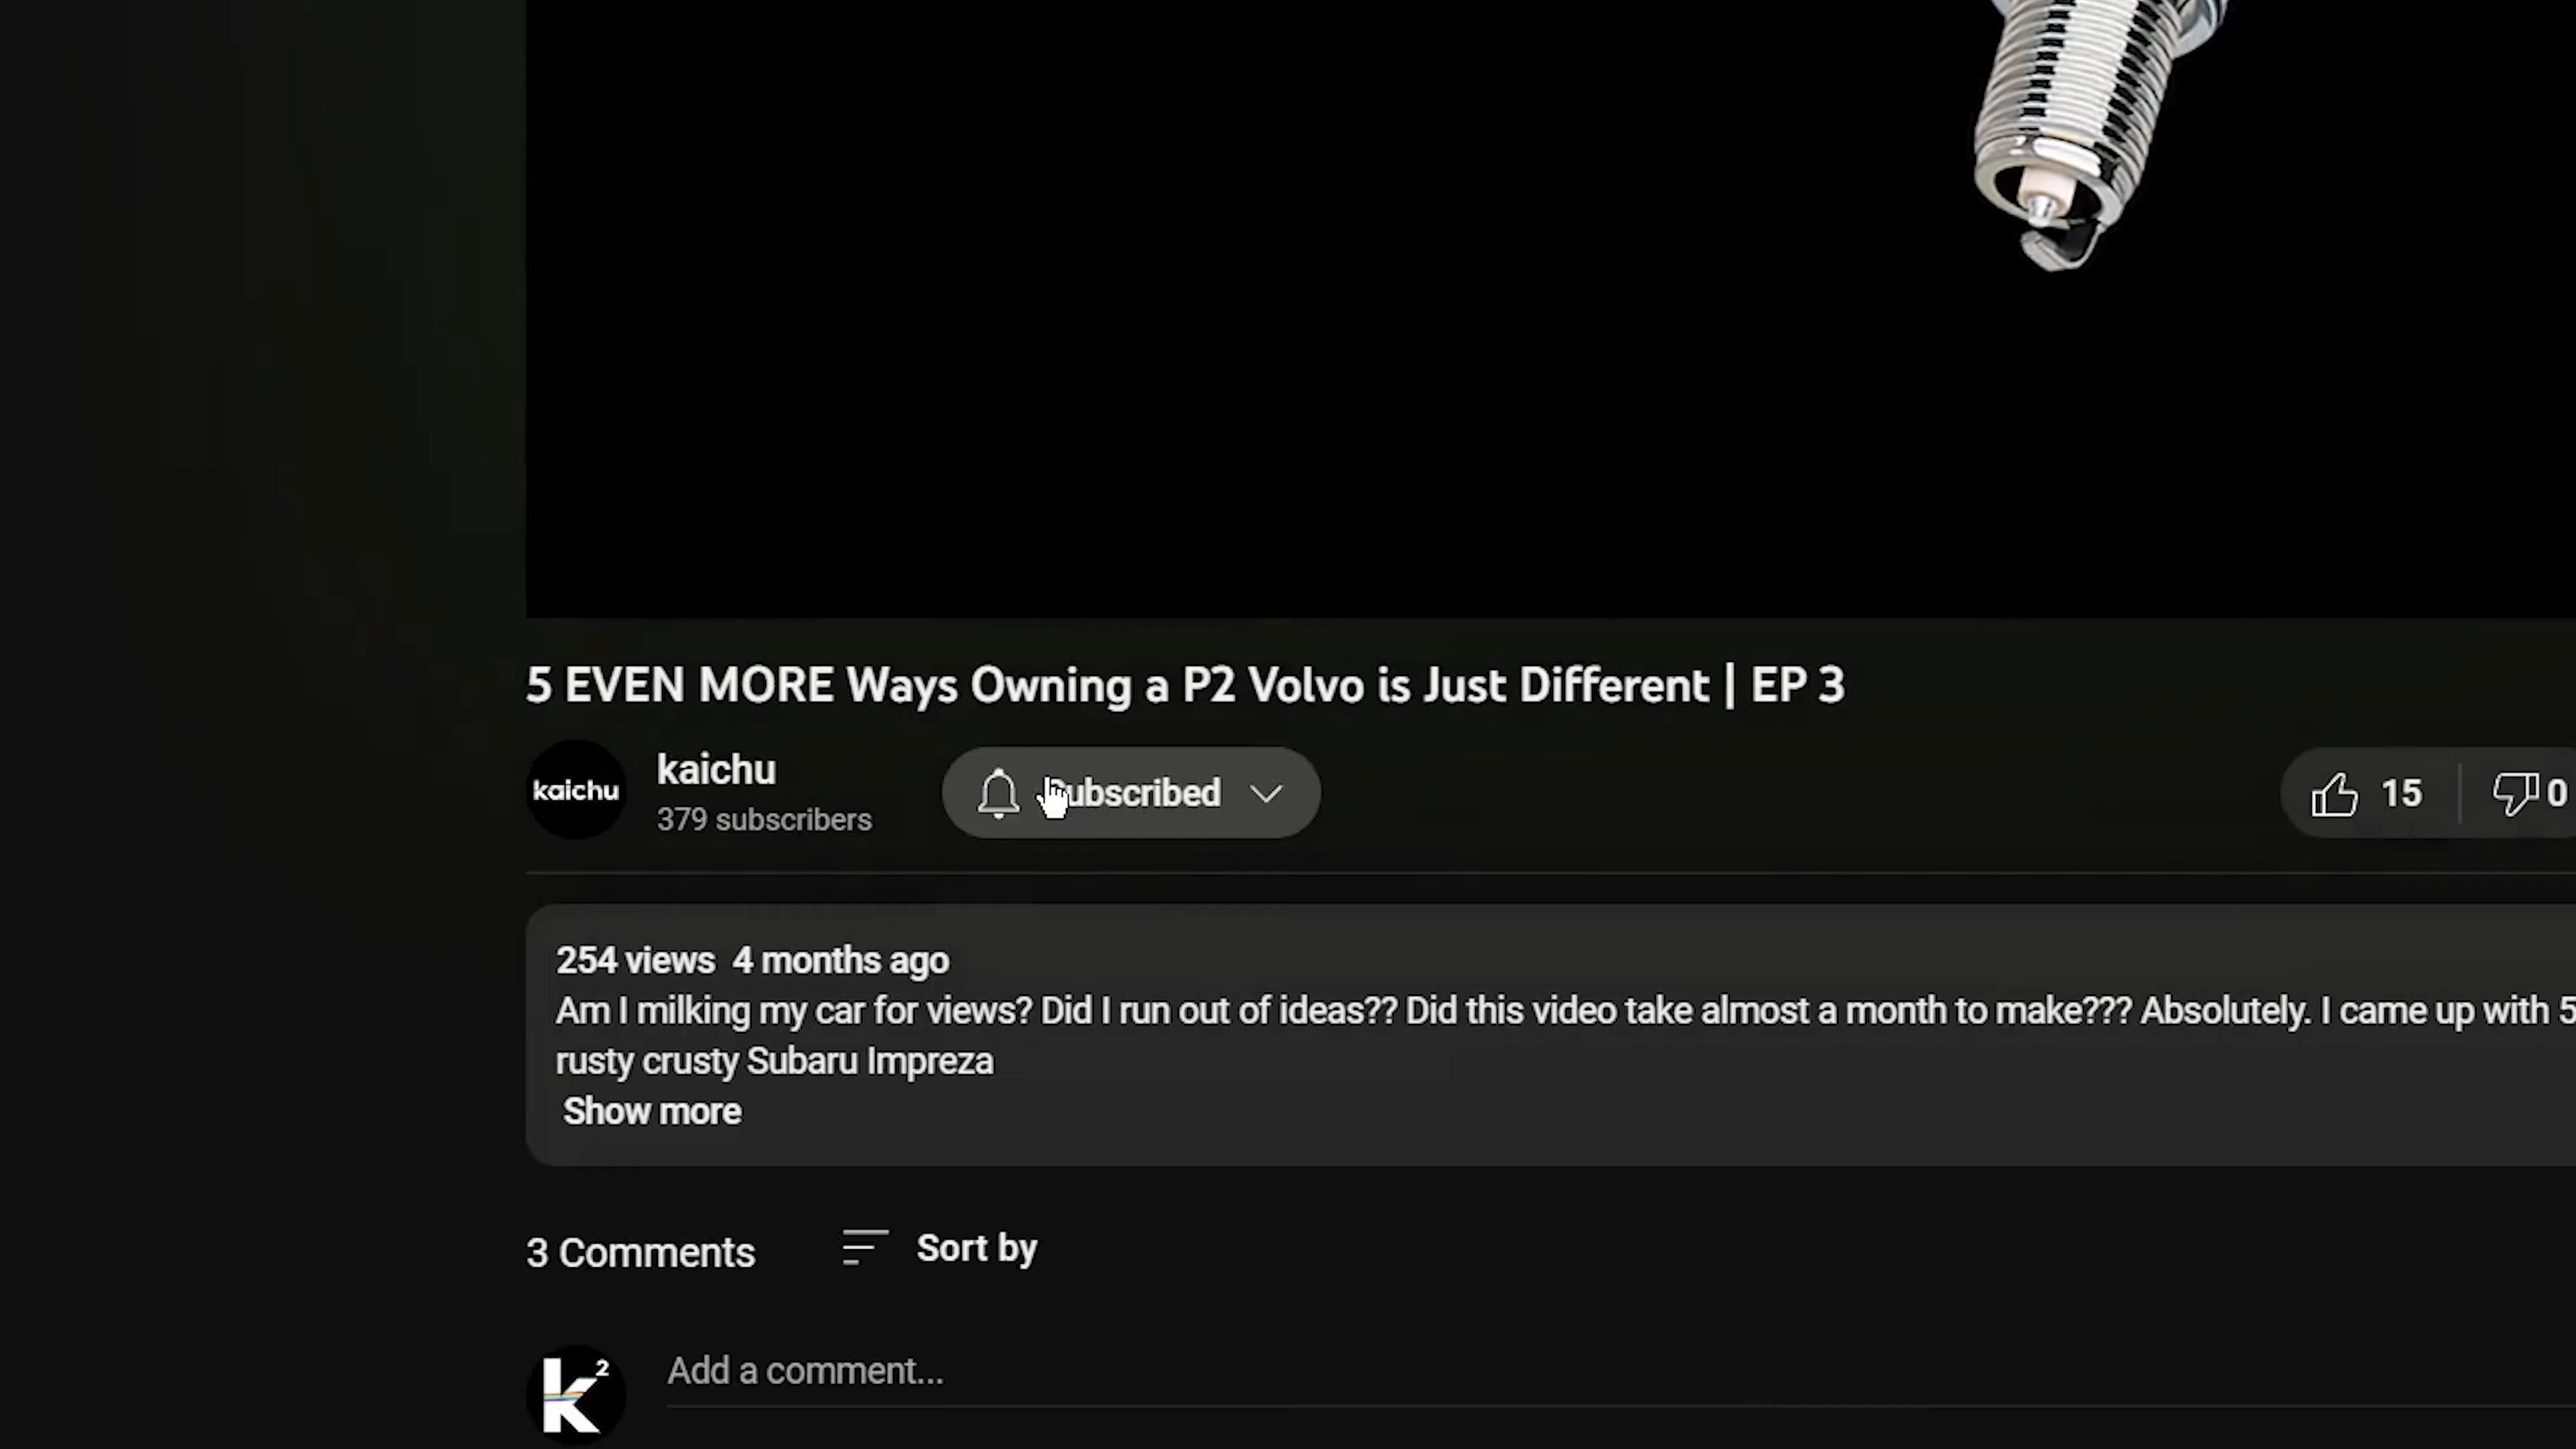 5 EVEN MORE Ways Owning a P2 Volvo is Just Different | EP 3
kaichu
kaichu
379 subscribers
ubscribed
15
0
254 views 4 months ago
Am I milking my car for views? Did I run out of ideas?? Did this video take almost a month to make??? Absolutely. I came up with 5
rusty crusty Subaru Impreza
Show more
3 Comments
Sort by
k²
Add a comment...